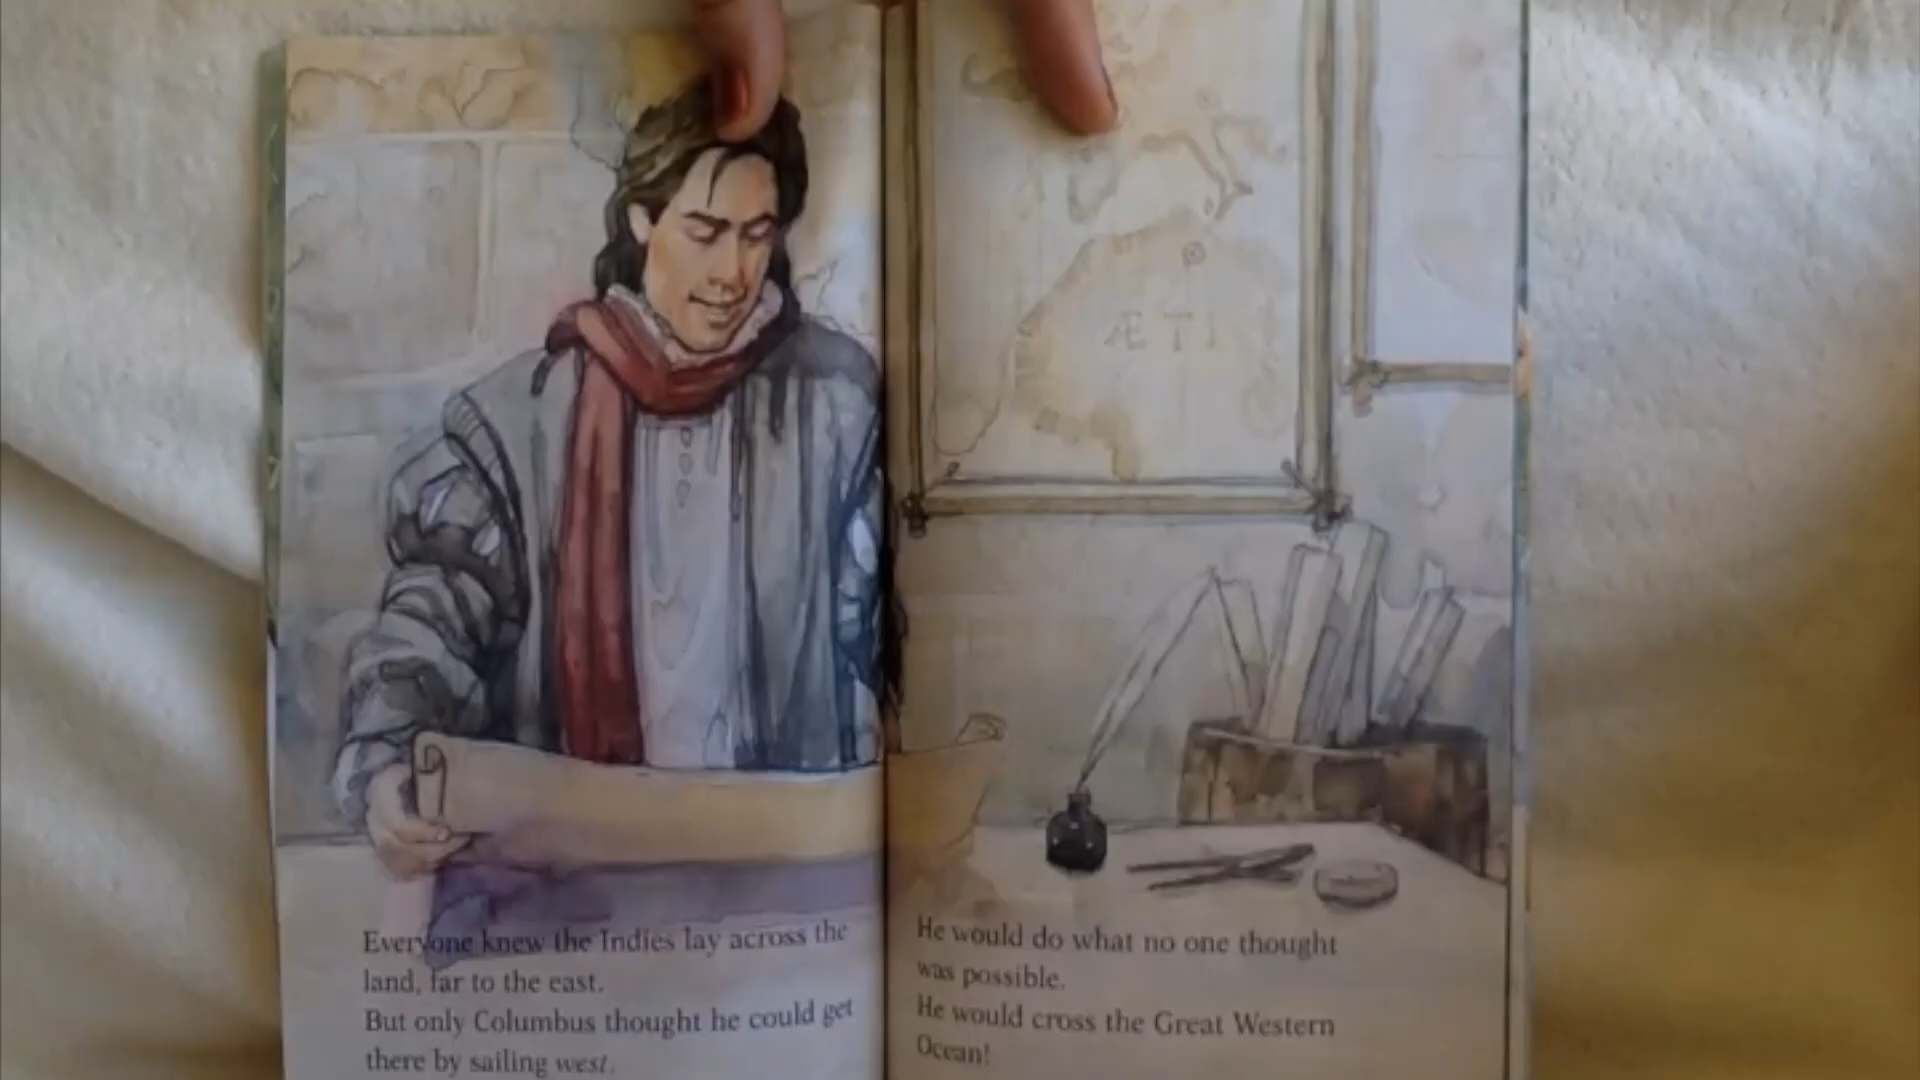 ÆTI
Everyone knew the Indies lay across the
land, far to the east.
But only Columbus thought he could get
there by sailing west.
He would do what no one thought
was possible.
He would cross the Great Western
Ocean!